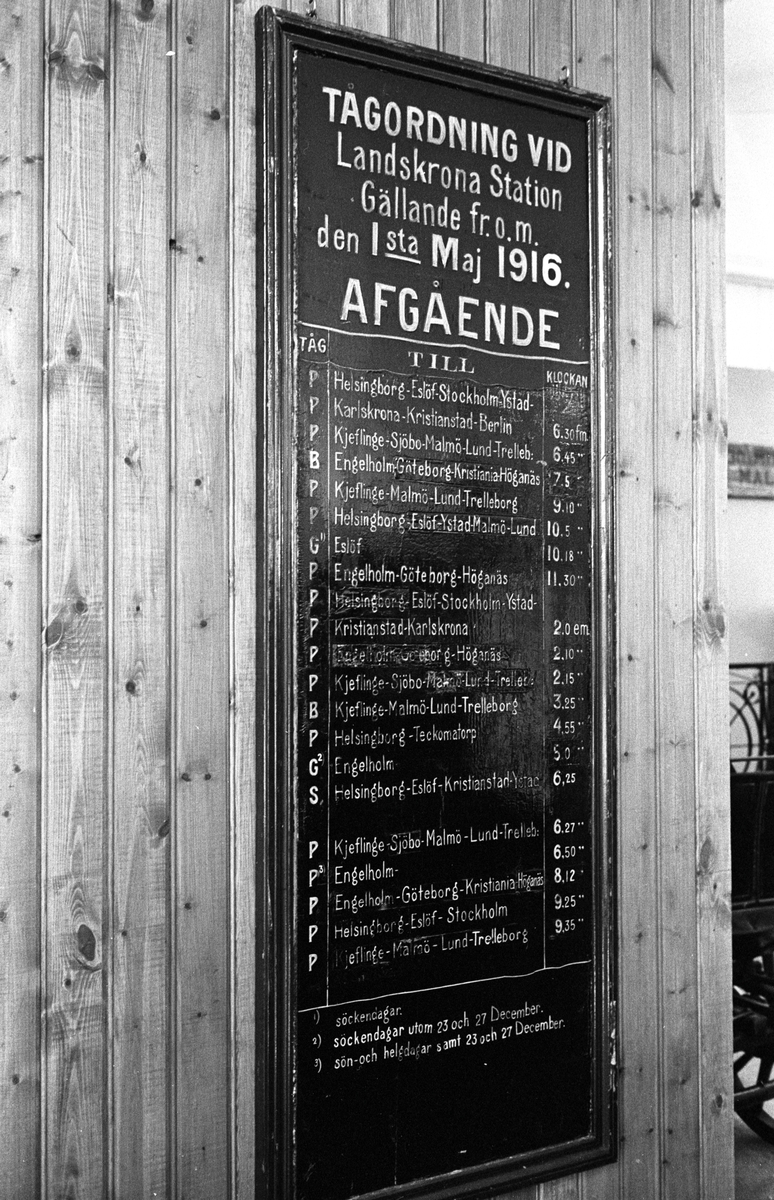 TÅGORDNING VID
Landskrona Station
Gällande fr.o.m.
den 1sta Maj 1916.
AFGÅENDE
TÅG TILL KLOCKAN
P Helsingborg-Eslöf-Stockholm-Ystad-
P Karlskrona-Kristianstad-Berlin 6.30 fm.
P Kjeflinge-Sjöbo-Malmö-Lund-Trelleb: 6.45 "
B Engelholm-Göteborg-Kristiania-Höganäs 7.5 "
P Kjeflinge-Malmö-Lund-Trelleborg 9.10 "
P Helsingborg-Eslöf-Ystad-Malmö-Lund 10.5 "
G 1) Eslöf 10.18 "
P Engelholm-Göteborg-Höganäs 11.30 "
P Helsingborg-Eslöf-Stockholm-Ystad-
P Kristianstad-Karlskrona 2.0 em.
P Engelholm-Göteborg-Höganäs 2.10 "
P Kjeflinge-Sjöbo-Malmö-Lund-Trelleb: 2.15 "
B Kjeflinge-Malmö-Lund-Trelleborg 3.25 "
P Helsingborg-Teckomatorp 4.55 "
G 2) Engelholm- 5.0 "
S Helsingborg-Eslöf-Kristianstad-Ystad 6,25
P Kjeflinge-Sjöbo-Malmö-Lund-Trelleb: 6.27 "
P 3) Engelholm- 6.50 "
P Engelholm-Göteborg-Kristiania-Höganäs 8.12 "
P Helsingborg-Eslöf-Stockholm 9.25 "
P Kjeflinge-Malmö-Lund-Trelleborg 9.35 "
1) söckendagar.
2) söckendagar utom 23 och 27 December.
3) sön-och helgdagar samt 23 och 27 December.